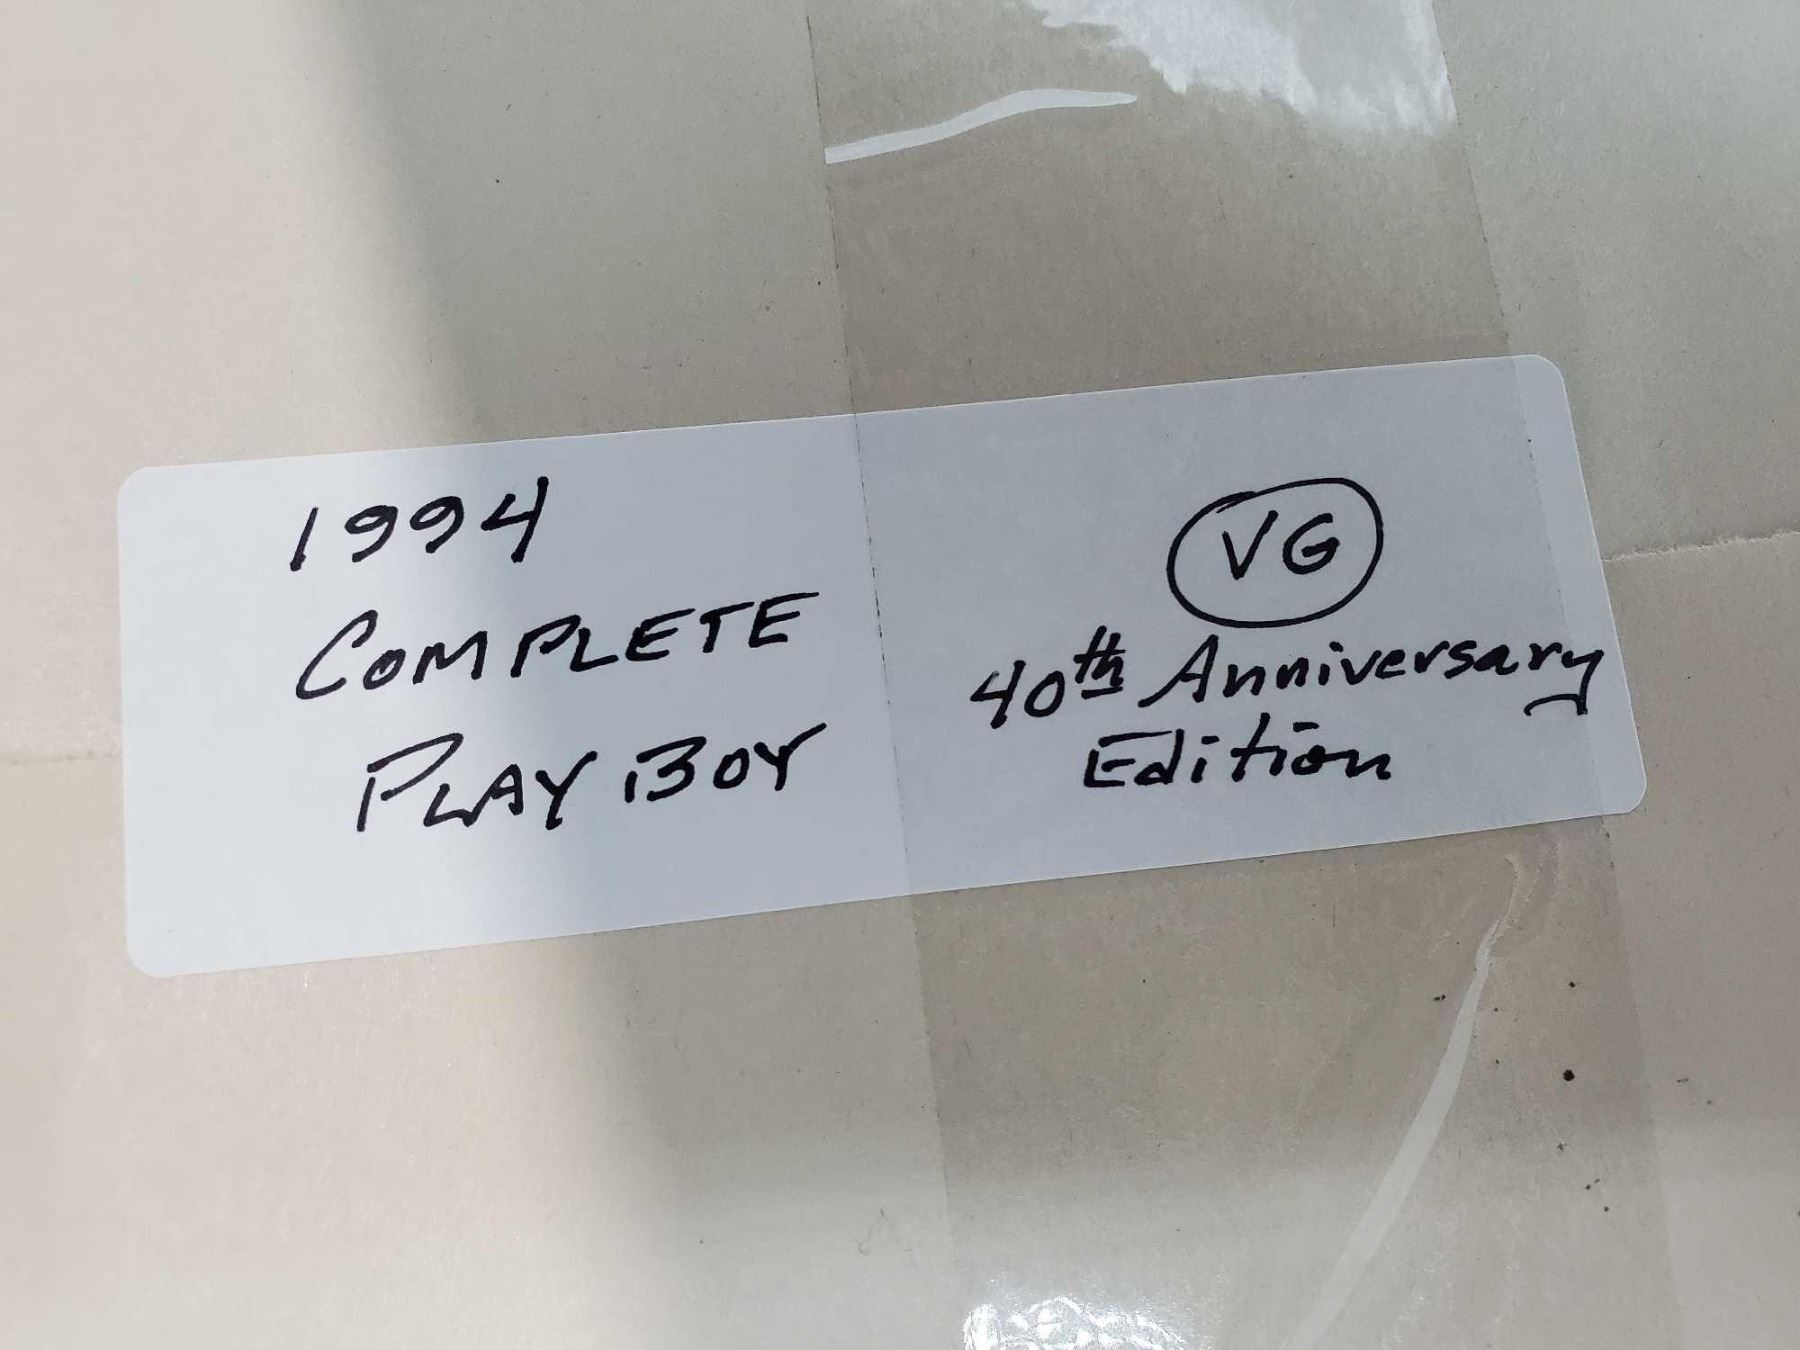 1994
COMPLETE
PLAYBOY
VG
40th Anniversary
Edition